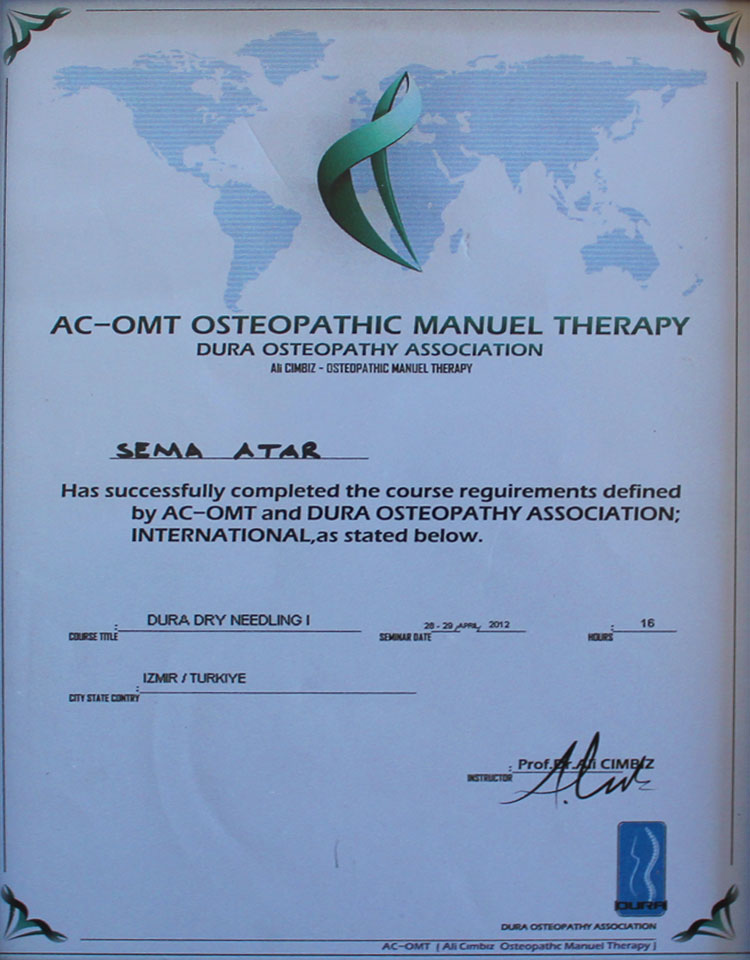 AC-OMT OSTEOPATHIC MANUEL THERAPY
DURA OSTEOPATHY ASSOCIATION
Ali CIMBIZ - OSTEOPATHIC MANUEL THERAPY
SEMA ATAR
Has successfully completed the course reguirements defined
by AC-OMT and DURA OSTEOPATHY ASSOCIATION;
INTERNATIONAL,as stated below.
COURSE TITLE : DURA DRY NEEDLING I SEMINAR DATE : 28 - 29 APRIL 2012 HOURS : 16
CITY STATE CONTRY : IZMIR / TURKIYE
INSTRUCTOR : Prof.Dr.Ali CIMBIZ
DURA
DURA OSTEOPATHY ASSOCIATION
AC-OMT ( Ali Cimbiz Osteopathc Manuel Therapy )